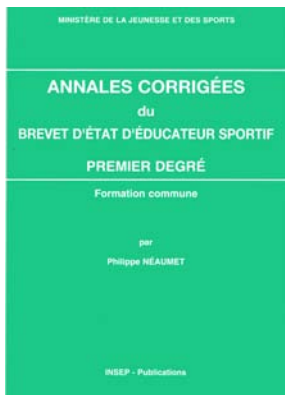 MINISTÈRE DE LA JEUNESSE ET DES SPORTS
ANNALES CORRIGÉES
du
BREVET D'ÉTAT D'ÉDUCATEUR SPORTIF
PREMIER DEGRÉ
Formation commune
par
Philippe NÉAUMET
INSEP - Publications